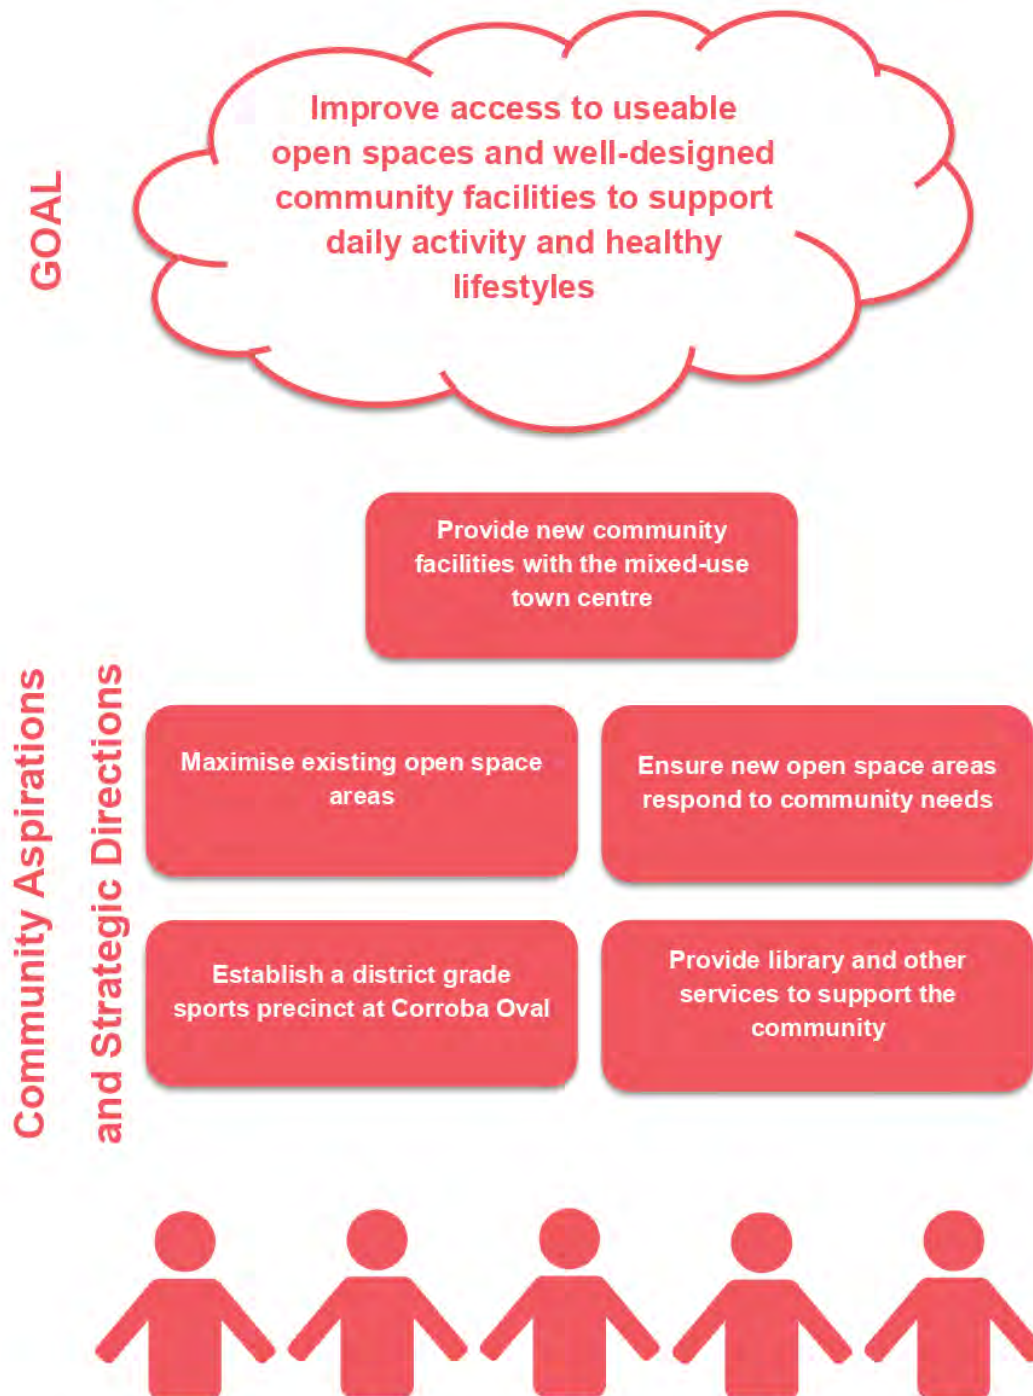 GOAL
Improve access to useable
open spaces and well-designed
community facilities to support
daily activity and healthy
lifestyles
Community Aspirations
and Strategic Directions
Provide new community
facilities with the mixed-use
town centre
Maximise existing open space
areas
Ensure new open space areas
respond to community needs
Establish a district grade
sports precinct at Corroba Oval
Provide library and other
services to support the
community